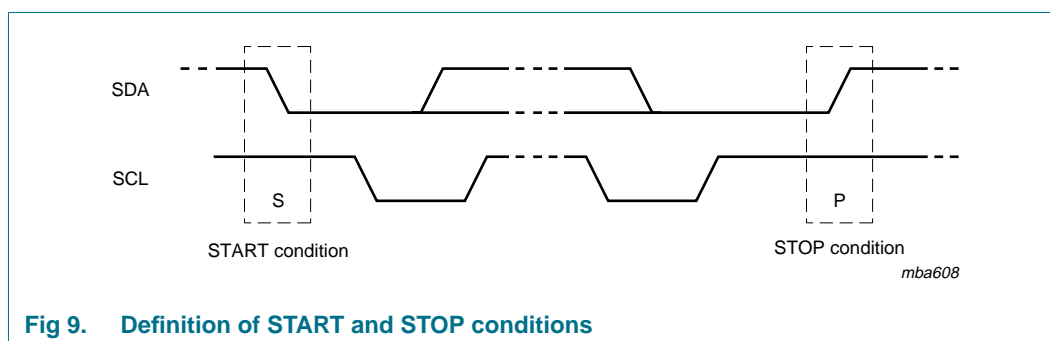 SDA
SCL
S
P
START condition
STOP condition
mba608
Fig 9. Definition of START and STOP conditions